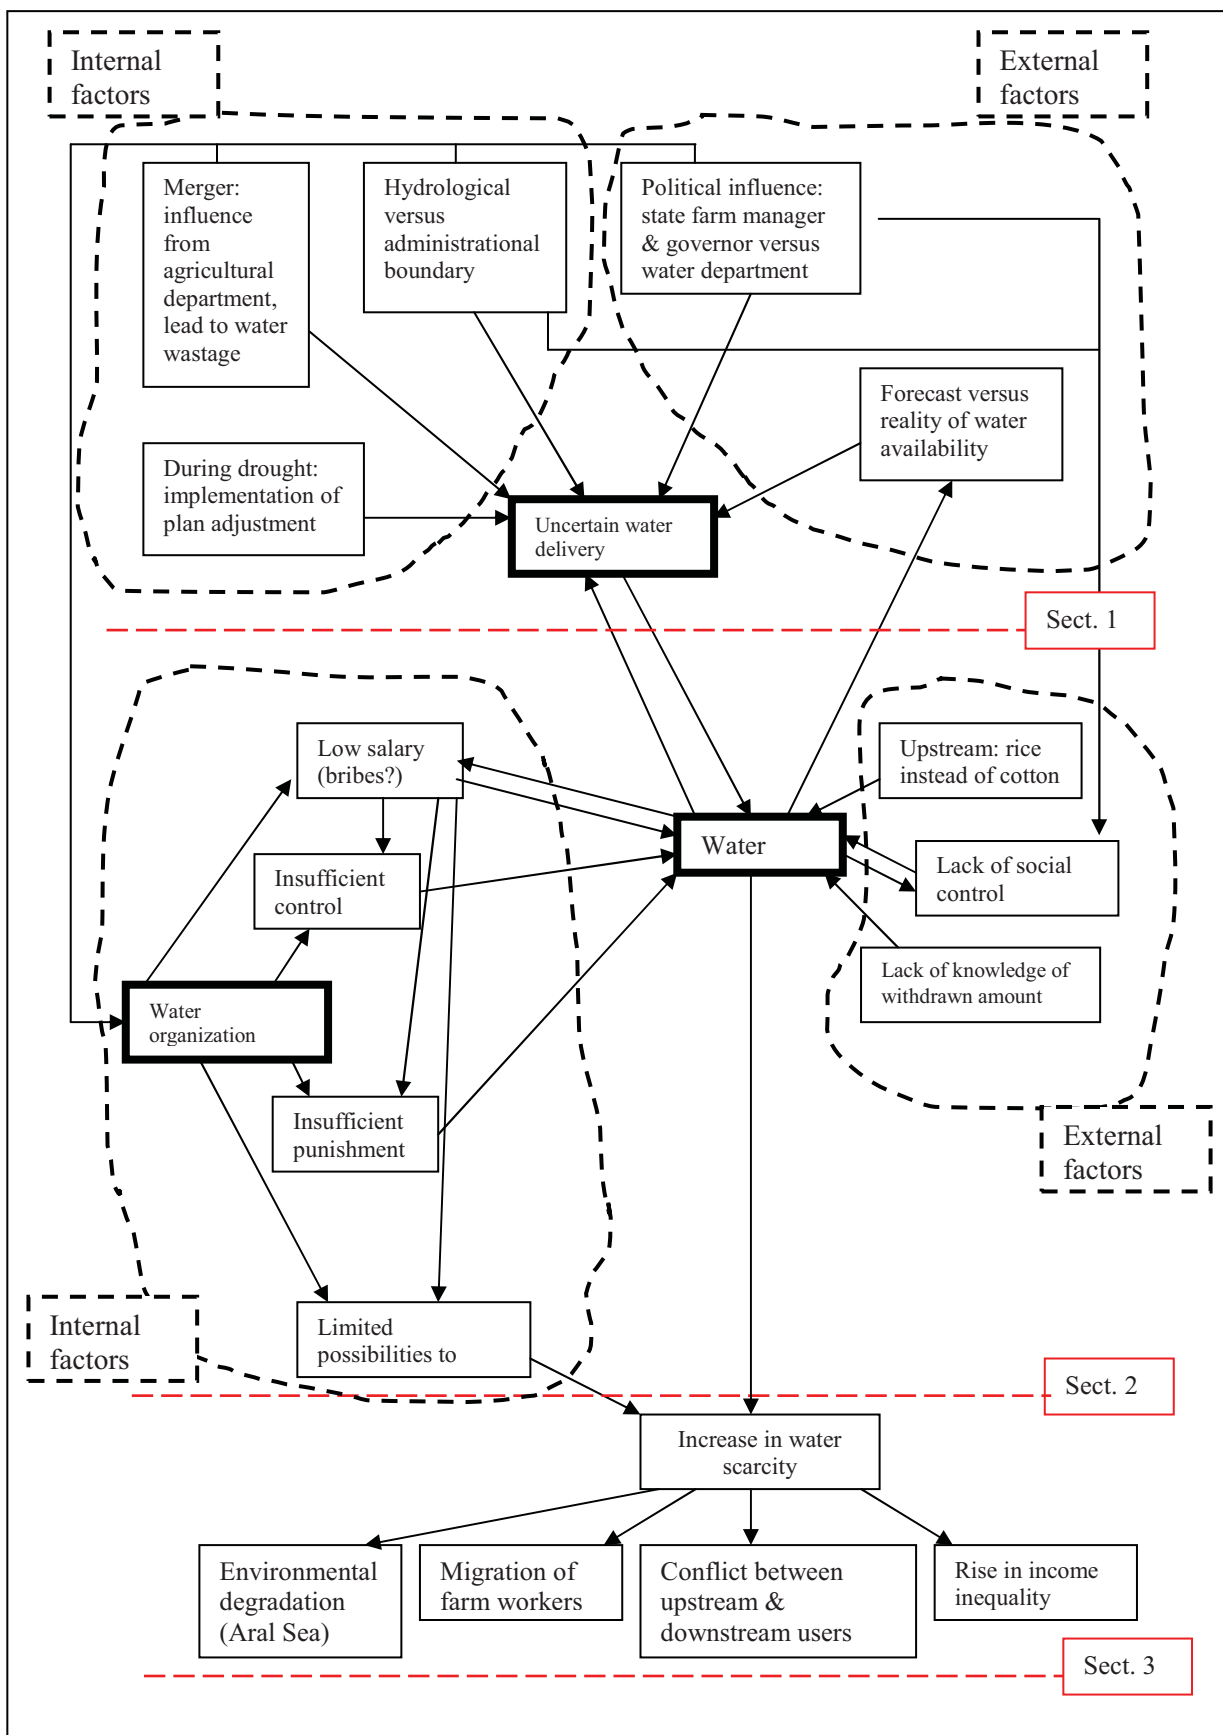 Internal
factors
External
factors
Merger:
influence
from
agricultural
department,
lead to water
wastage
Hydrological
versus
administrational
boundary
Political influence:
state farm manager
& governor versus
water department
Forecast versus
reality of water
availability
During drought:
implementation of
plan adjustment
Uncertain water
delivery
Sect. 1
Low salary
(bribes?)
Upstream: rice
instead of cotton
Water
Insufficient
control
Lack of social
control
Lack of knowledge of
withdrawn amount
Water
organization
Insufficient
punishment
External
factors
Internal
factors
Limited
possibilities to
Sect. 2
Increase in water
scarcity
Environmental
degradation
(Aral Sea)
Migration of
farm workers
Conflict between
upstream &
downstream users
Rise in income
inequality
Sect. 3